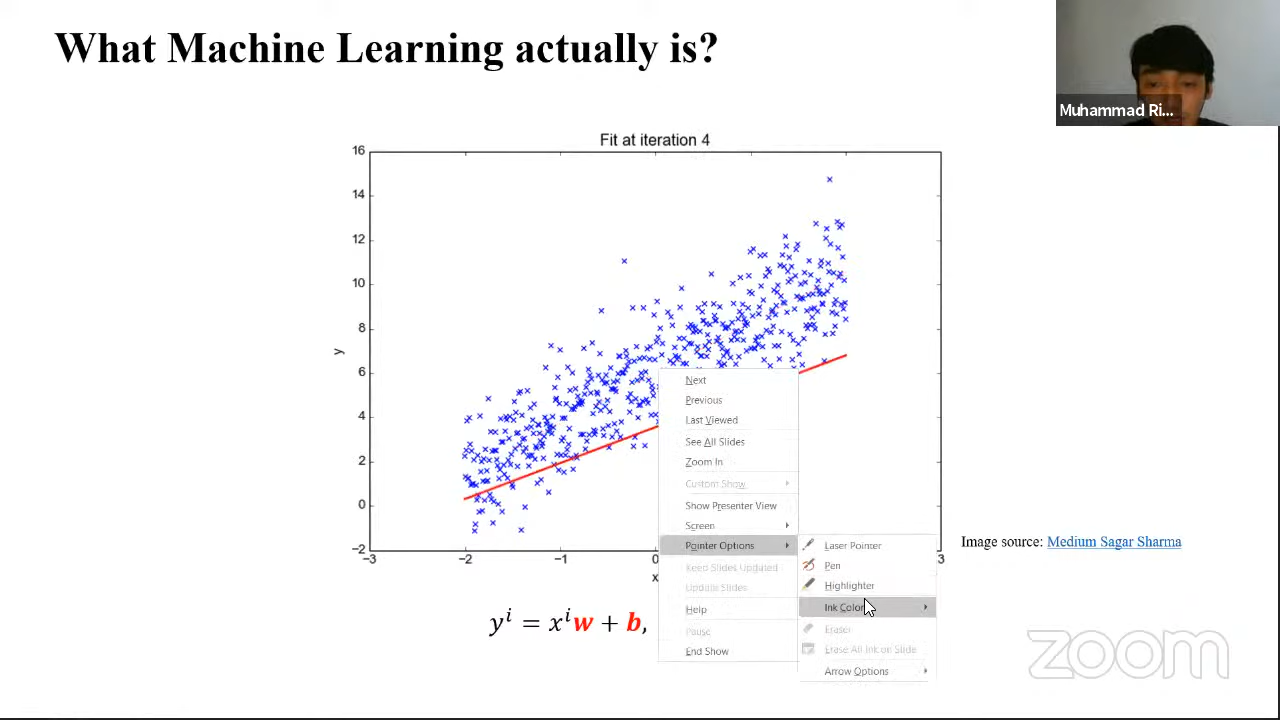 What Machine Learning actually is?
Muhammad Ri...
Fit at iteration 4
16
14
12
10
8
6
4
2
0
−2
y
−3
−2
−1
0
3
x
Next
Previous
Last Viewed
See All Slides
Zoom In
Custom Show
Show Presenter View
Screen
Pointer Options
Keep Slides Updated
Update Slides
Help
Pause
End Show
Laser Pointer
Pen
Highlighter
Ink Color
Eraser
Erase All Ink on Slide
Arrow Options
Image source: Medium Sagar Sharma
yⁱ = xⁱw + b,
zoom